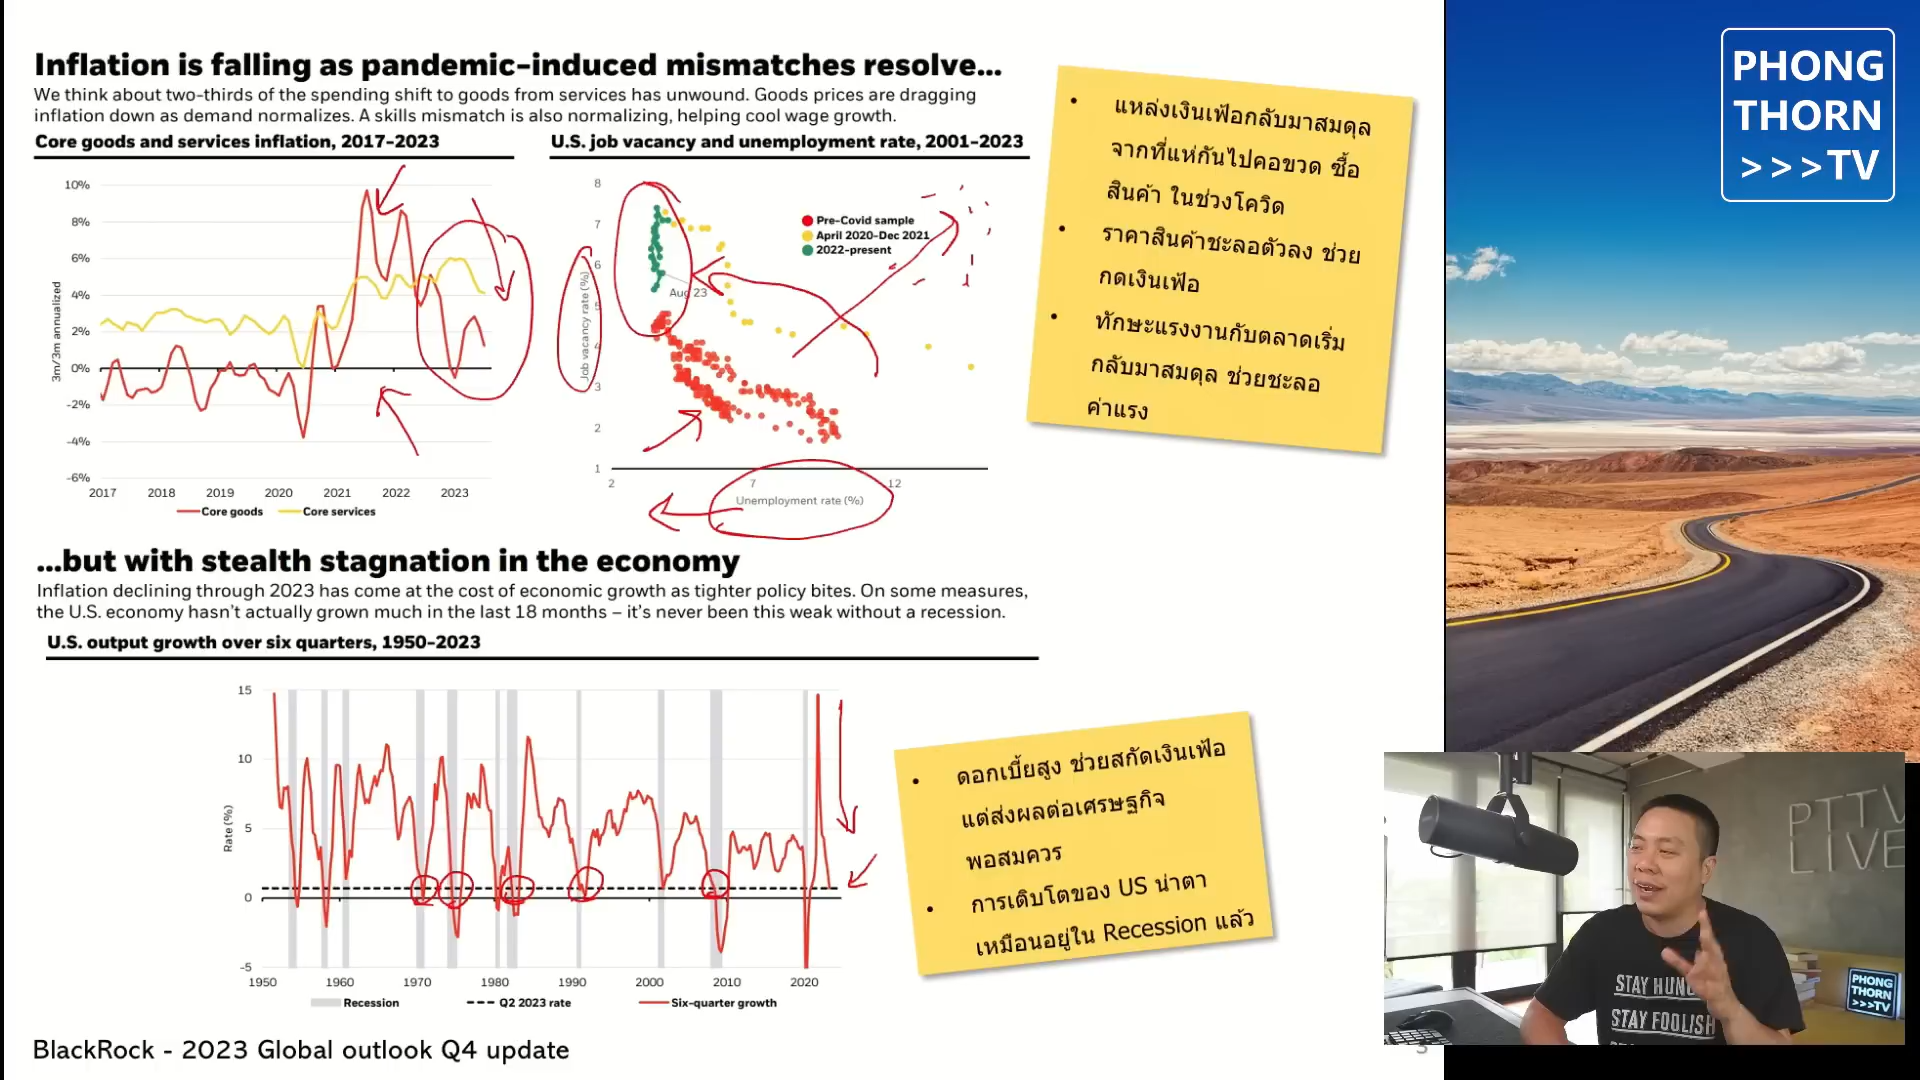 Inflation is falling as pandemic-induced mismatches resolve...
We think about two-thirds of the spending shift to goods from services has unwound. Goods prices are dragging
inflation down as demand normalizes. A skills mismatch is also normalizing, helping cool wage growth.
Core goods and services inflation, 2017-2023
3m/3m annualized
10%
8%
6%
4%
2%
0%
-2%
-4%
-6%
2017 2018 2019 2020 2021 2022 2023
Core goods Core services
U.S. job vacancy and unemployment rate, 2001-2023
Job vacancy rate (%)
8
7
6
5
4
3
2
1
Pre-Covid sample
April 2020-Dec 2021
2022-present
Aug 23
2 7 12
Unemployment rate (%)
แหล่งเงินเฟ้อกลับมาสมดุล
จากที่แห่กันไปคอขวด ซื้อ
สินค้า ในช่วงโควิด
ราคาสินค้าชะลอตัวลง ช่วย
กดเงินเฟ้อ
ทักษะแรงงานกับตลาดเริ่ม
กลับมาสมดุล ช่วยชะลอ
ค่าแรง
...but with stealth stagnation in the economy
Inflation declining through 2023 has come at the cost of economic growth as tighter policy bites. On some measures,
the U.S. economy hasn't actually grown much in the last 18 months – it's never been this weak without a recession.
U.S. output growth over six quarters, 1950-2023
Rate (%)
15
10
5
0
-5
1950 1960 1970 1980 1990 2000 2010 2020
Recession Q2 2023 rate Six-quarter growth
ดอกเบี้ยสูง ช่วยสกัดเงินเฟ้อ
แต่ส่งผลต่อเศรษฐกิจ
พอสมควร
การเติบโตของ US น่าตา
เหมือนอยู่ใน Recession แล้ว
BlackRock - 2023 Global outlook Q4 update
3
PHONG
THORN
>>>TV
PTTV
LIVE
STAY HUN
STAY FOOLISH
PHONG
THORN
>>>TV